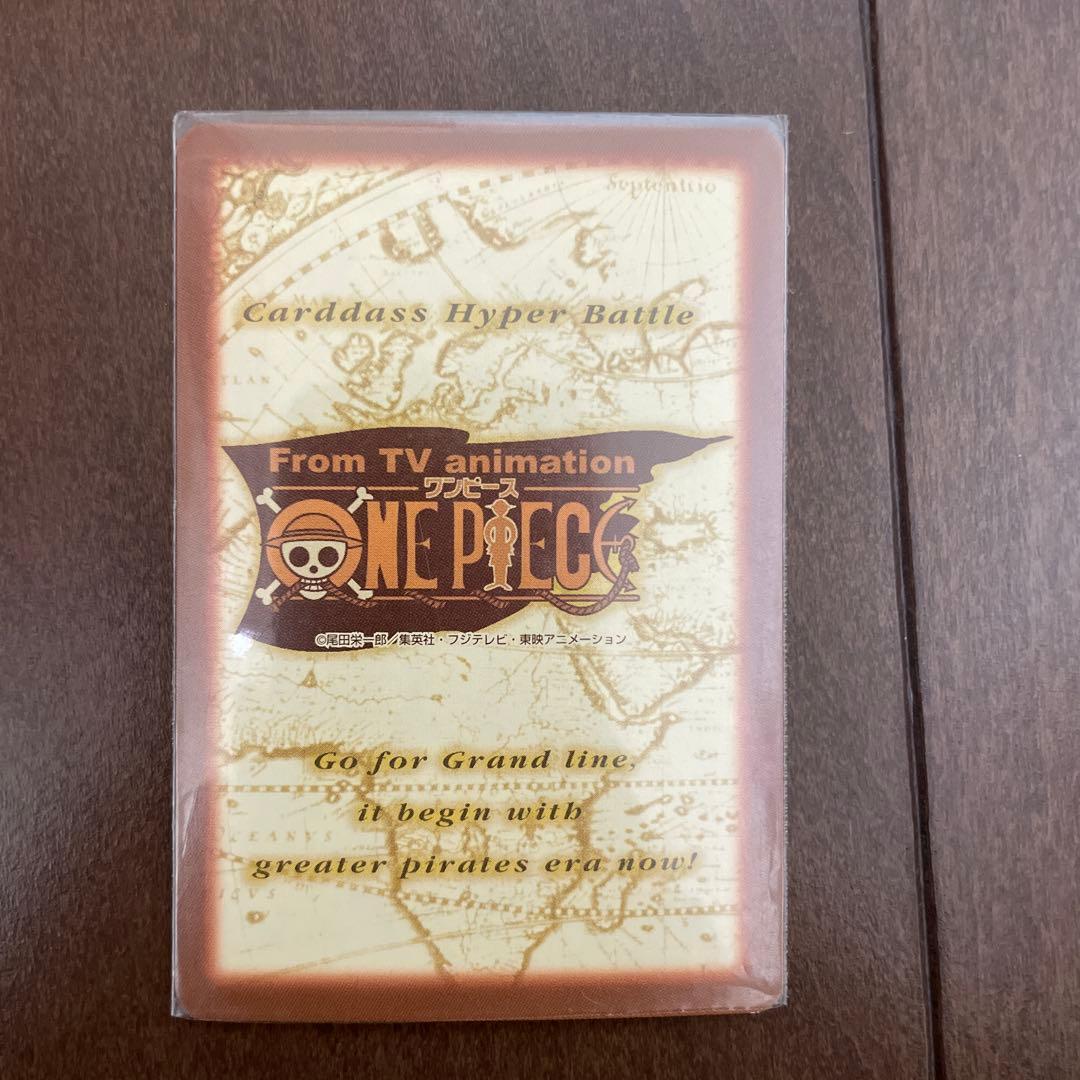 Septentrio
Carddass Hyper Battle
TLAN
From TV animation
ワンピース
ONE PIECE
©尾田栄一郎/集英社・フジテレビ・東映アニメーション
Go for Grand line,
it begin with
OCEANVS
greater pirates era now!